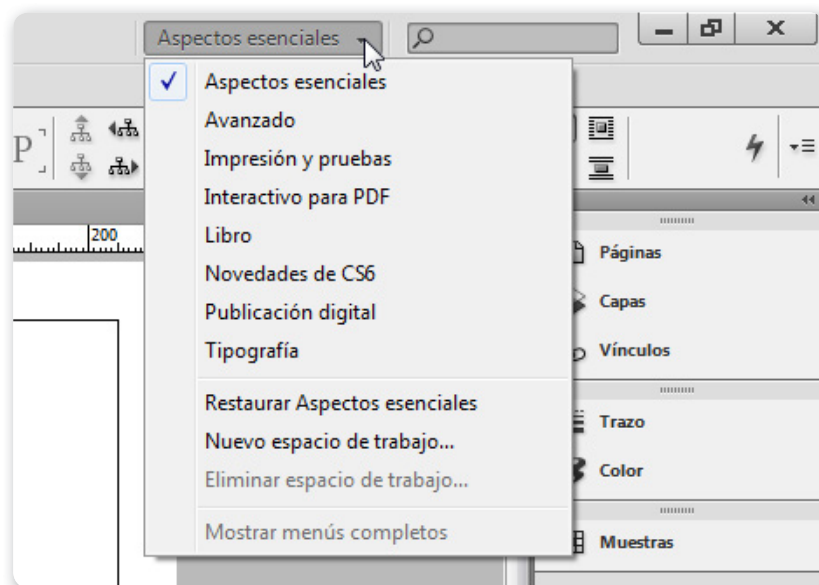 Aspectos esenciales
Aspectos esenciales
Avanzado
Impresión y pruebas
Interactivo para PDF
Libro
Novedades de CS6
Publicación digital
Tipografía
Restaurar Aspectos esenciales
Nuevo espacio de trabajo...
Eliminar espacio de trabajo...
Mostrar menús completos
P
200
Páginas
Capas
Vínculos
Trazo
Color
Muestras